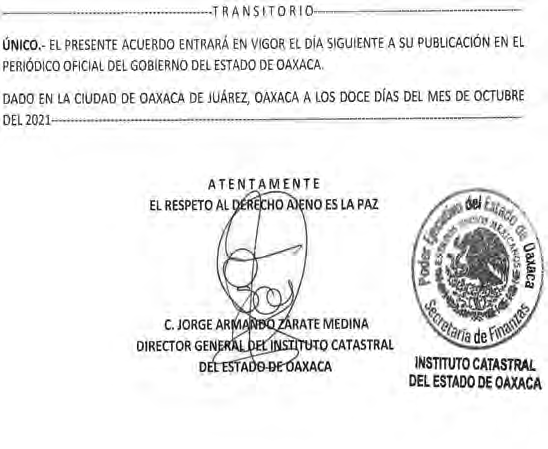 TRANSITORIO
ÚNICO.- EL PRESENTE ACUERDO ENTRARÁ EN VIGOR EL DÍA SIGUIENTE A SU PUBLICACIÓN EN EL
PERIÓDICO OFICIAL DEL GOBIERNO DEL ESTADO DE OAXACA.
DADO EN LA CIUDAD DE OAXACA DE JUÁREZ, OAXACA A LOS DOCE DÍAS DEL MES DE OCTUBRE
DEL 2021
ATENTAMENTE
EL RESPETO AL DERECHO AJENO ES LA PAZ
C. JORGE ARMANDO ZÁRATE MEDINA
DIRECTOR GENERAL DEL INSTITUTO CATASTRAL
DEL ESTADO DE OAXACA
Poder Ejecutivo del Estado de Oaxaca
ESTADOS UNIDOS MEXICANOS
Secretaría de Finanzas
INSTITUTO CATASTRAL
DEL ESTADO DE OAXACA